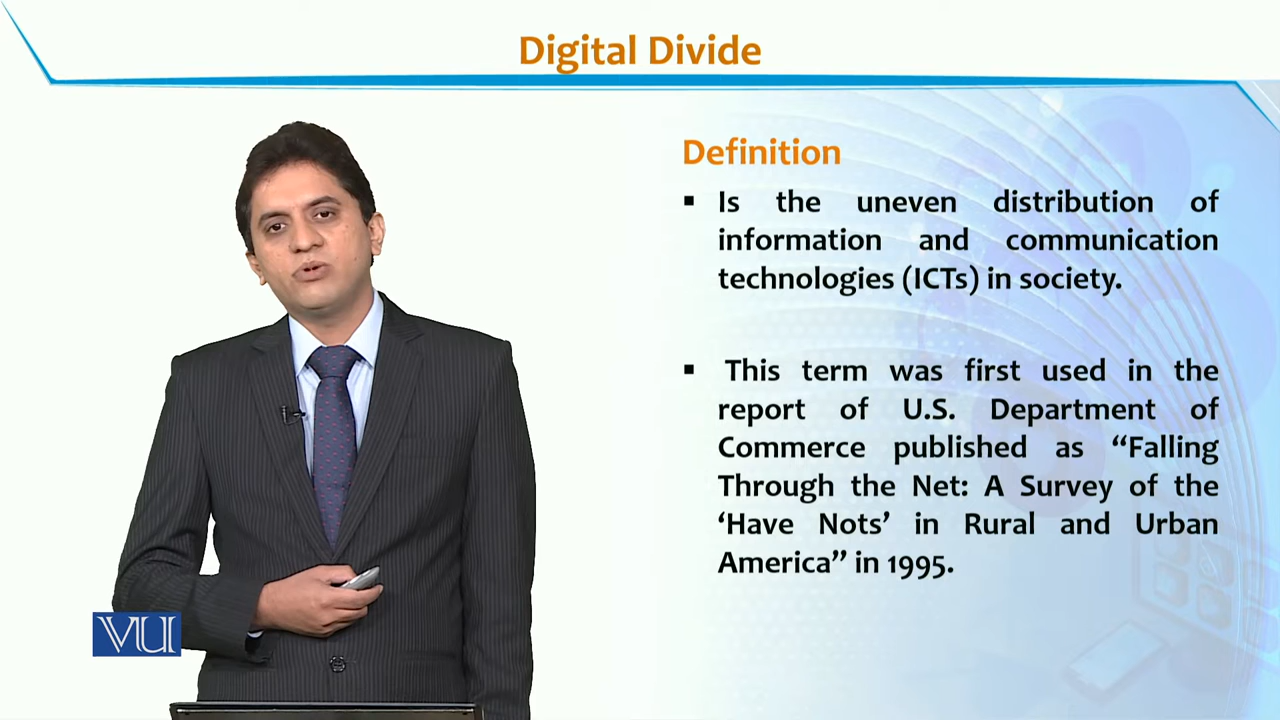 Digital Divide
Definition
▪ Is the uneven distribution of
information and communication
technologies (ICTs) in society.
▪ This term was first used in the
report of U.S. Department of
Commerce published as “Falling
Through the Net: A Survey of the
‘Have Nots’ in Rural and Urban
America” in 1995.
VU